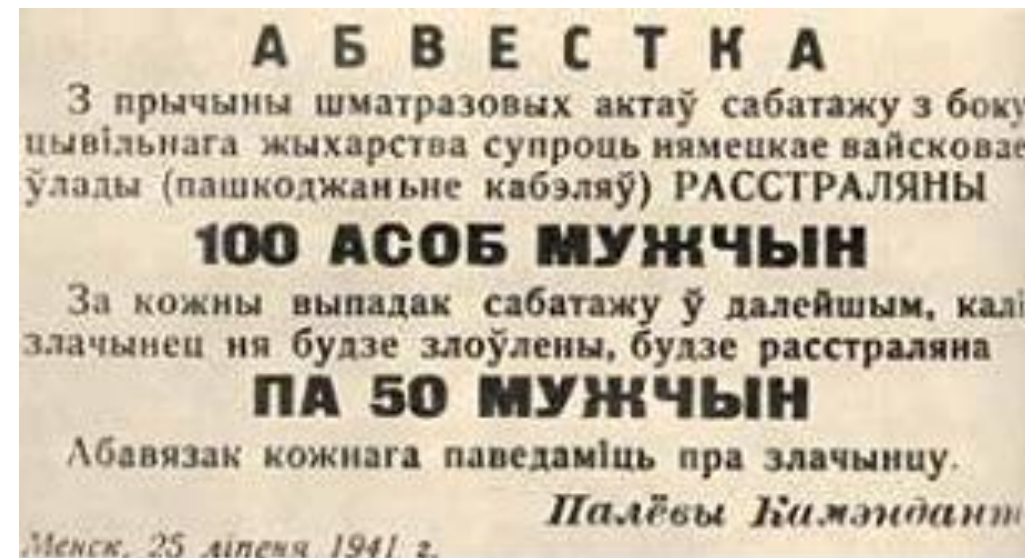 АБВЕСТКА
З прычыны шматразовых актаў сабатажу з боку
цывільнага жыхарства супроць нямецкае вайсковае
ўлады (пашкоджаньне кабэляў) РАССТРАЛЯНЫ
100 АСОБ МУЖЧЫН
За кожны выпадак сабатажу ў далейшым, калі
злачынец ня будзе злоўлены, будзе расстраляна
ПА 50 МУЖЧЫН
Абавязак кожнага паведаміць пра злачынцу.
Палёвы Камэндант
Менск, 25 ліпеня 1941 г.